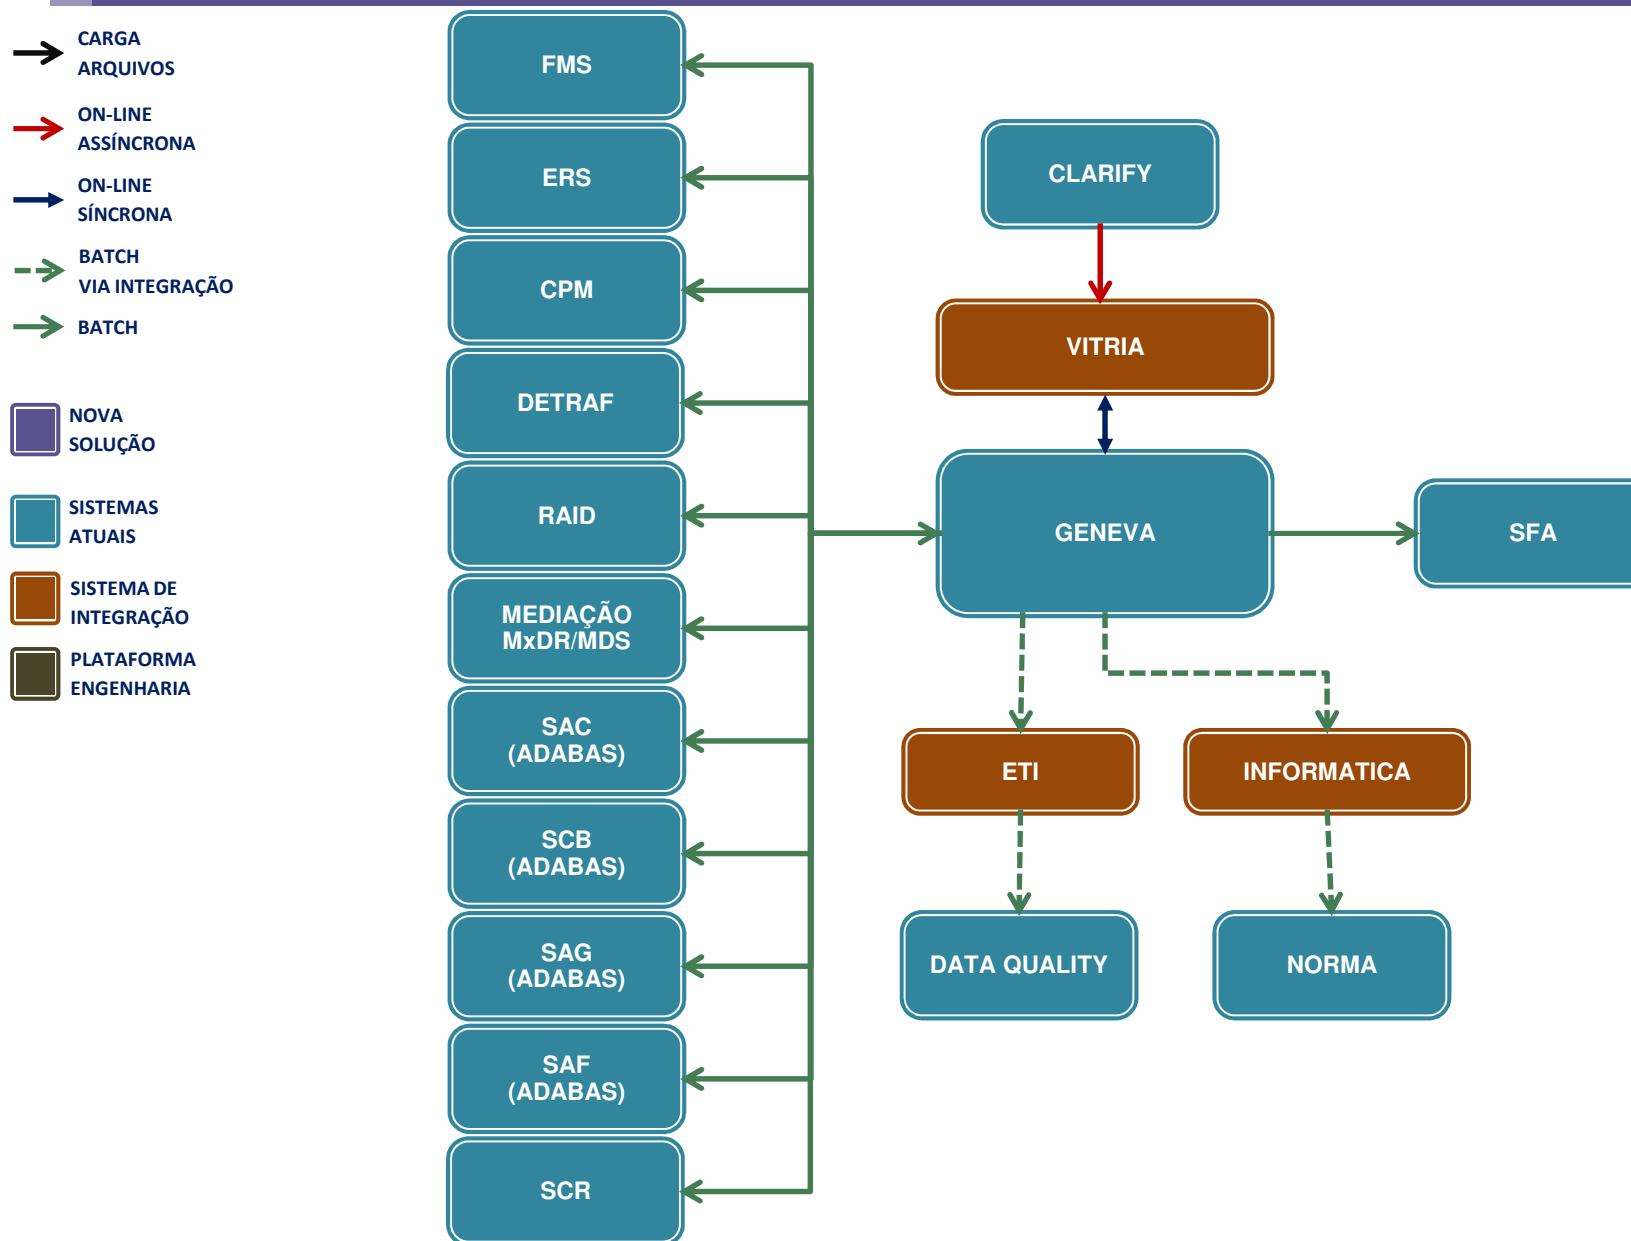 CARGA
ARQUIVOS
ON-LINE
ASSÍNCRONA
ON-LINE
SÍNCRONA
BATCH
VIA INTEGRAÇÃO
BATCH
NOVA
SOLUÇÃO
SISTEMAS
ATUAIS
SISTEMA DE
INTEGRAÇÃO
PLATAFORMA
ENGENHARIA
FMS
ERS
CPM
DETRAF
RAID
MEDIAÇÃO
MxDR/MDS
SAC
(ADABAS)
SCB
(ADABAS)
SAG
(ADABAS)
SAF
(ADABAS)
SCR
CLARIFY
VITRIA
GENEVA
SFA
ETI
INFORMATICA
DATA QUALITY
NORMA